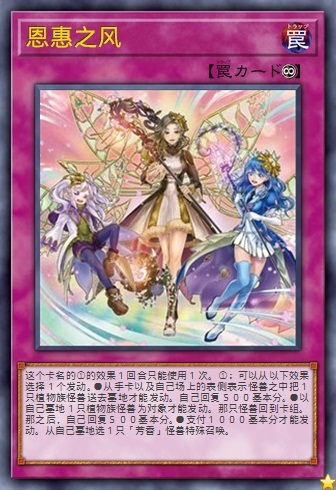 恩惠之风
トラップ
罠
【罠カード】
这个卡名的①的效果1回合只能使用1次。①：可以从以下效果
选择1个发动。●从手卡以及自己场上的表侧表示怪兽之中把1
只植物族怪兽送去墓地才能发动。自己回复500基本分。●以
自己墓地1只植物族怪兽为对象才能发动。那只怪兽回到卡组。
那之后，自己回复500基本分。●支付1000基本分才能发
动。从自己墓地选1只「芳香」怪兽特殊召唤。